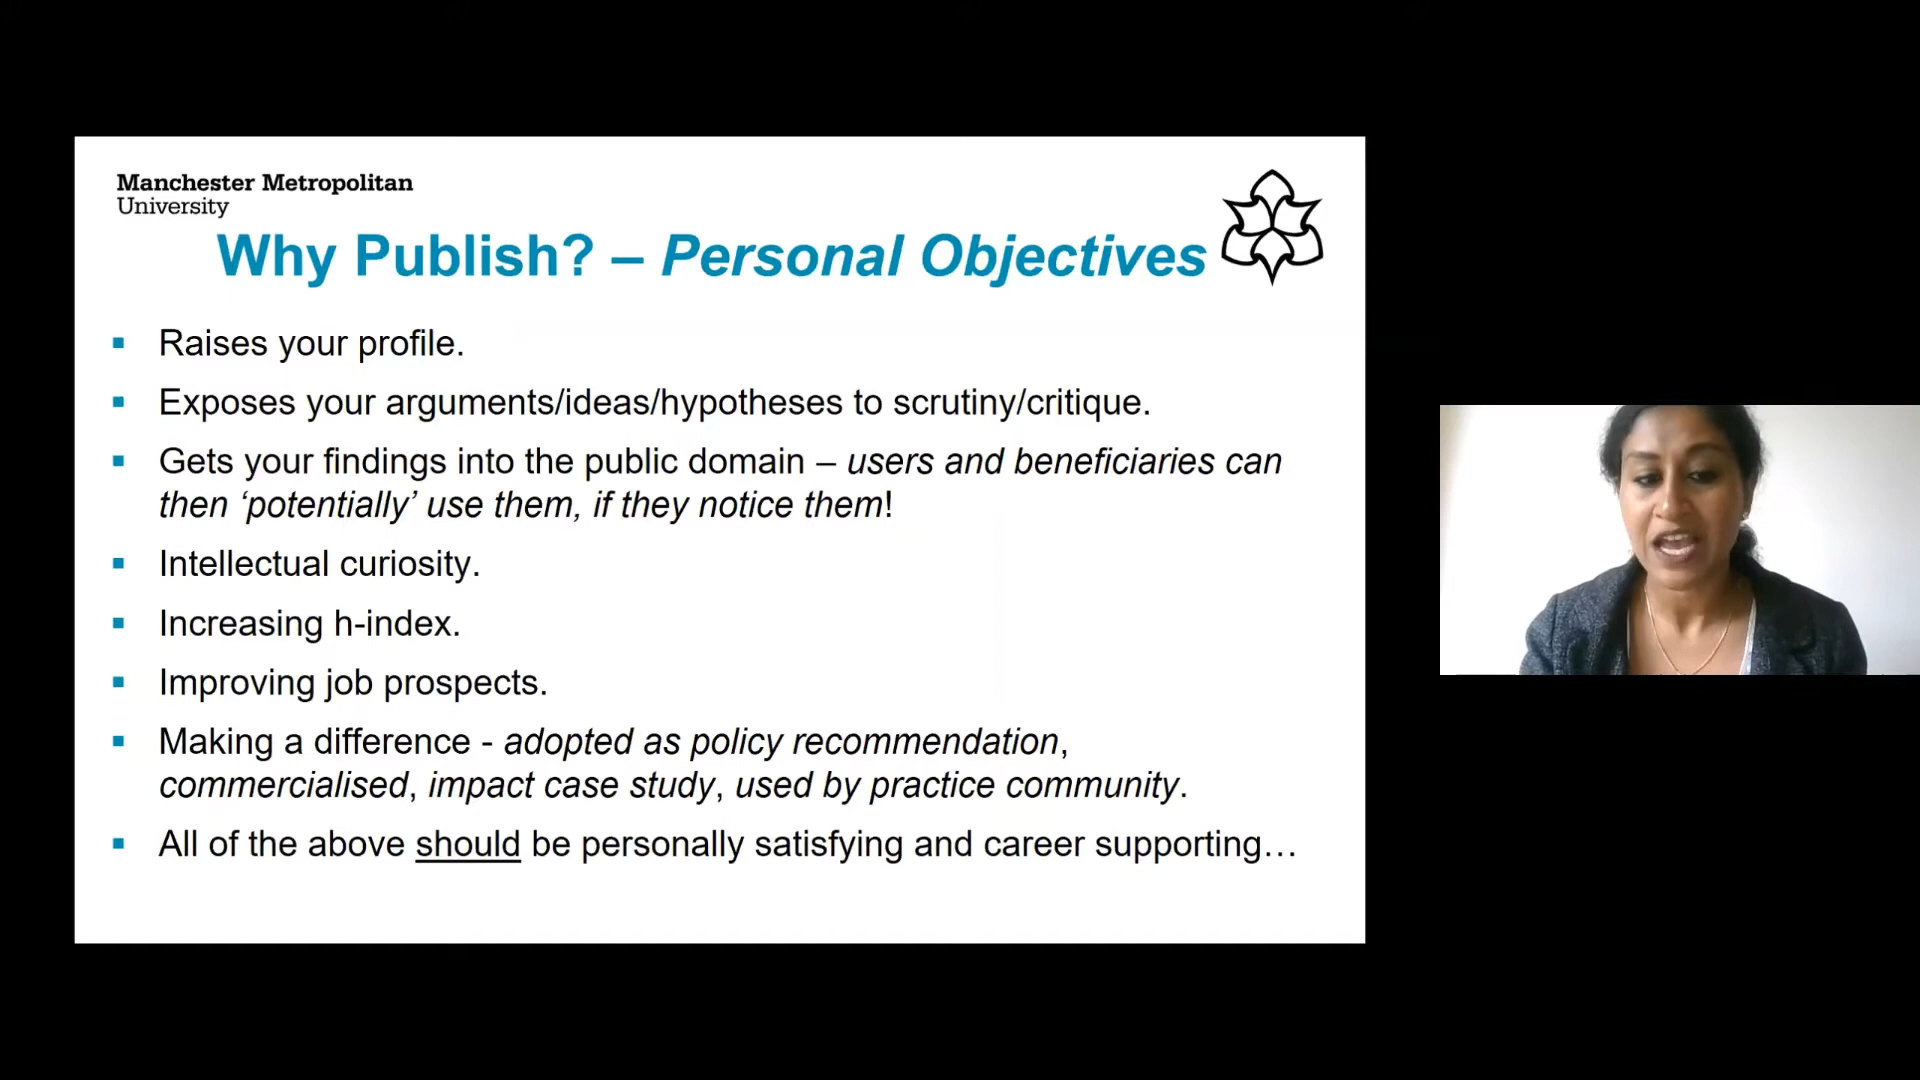 Manchester Metropolitan
University
Why Publish? – Personal Objectives
▪ Raises your profile.
▪ Exposes your arguments/ideas/hypotheses to scrutiny/critique.
▪ Gets your findings into the public domain – users and beneficiaries can
then ‘potentially’ use them, if they notice them!
▪ Intellectual curiosity.
▪ Increasing h-index.
▪ Improving job prospects.
▪ Making a difference - adopted as policy recommendation,
commercialised, impact case study, used by practice community.
▪ All of the above should be personally satisfying and career supporting…